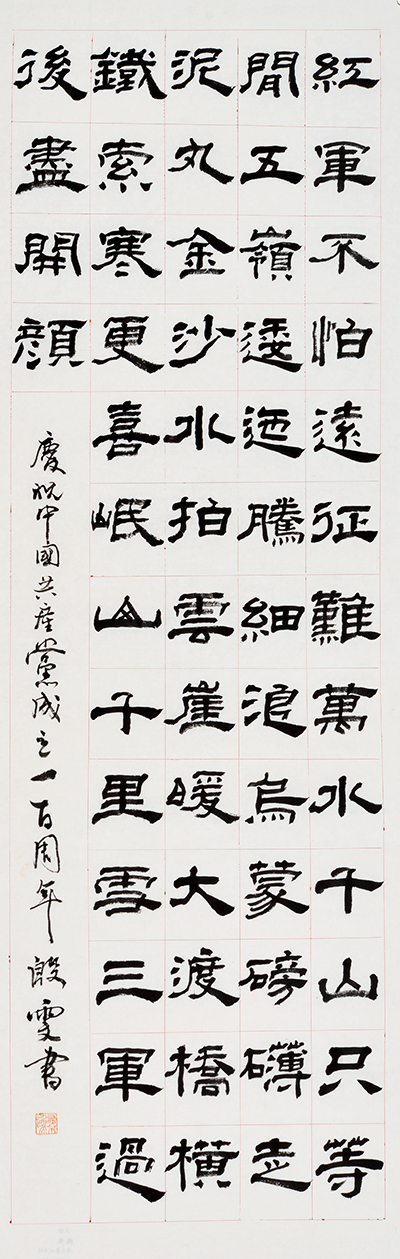 紅軍不怕遠征難萬水千山只等
閒五嶺逶迤騰細浪烏蒙磅礴走
泥丸金沙水拍雲崖暖大渡橋橫
鐵索寒更喜岷山千里雪三軍過
後盡開顏
慶祝中國共產黨成立一百周年殷雯書